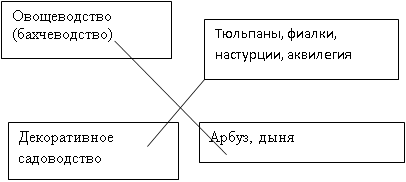 Овощеводство
(бахчеводство)
Тюльпаны, фиалки,
настурции, аквилегия
Декоративное
садоводство
Арбуз, дыня